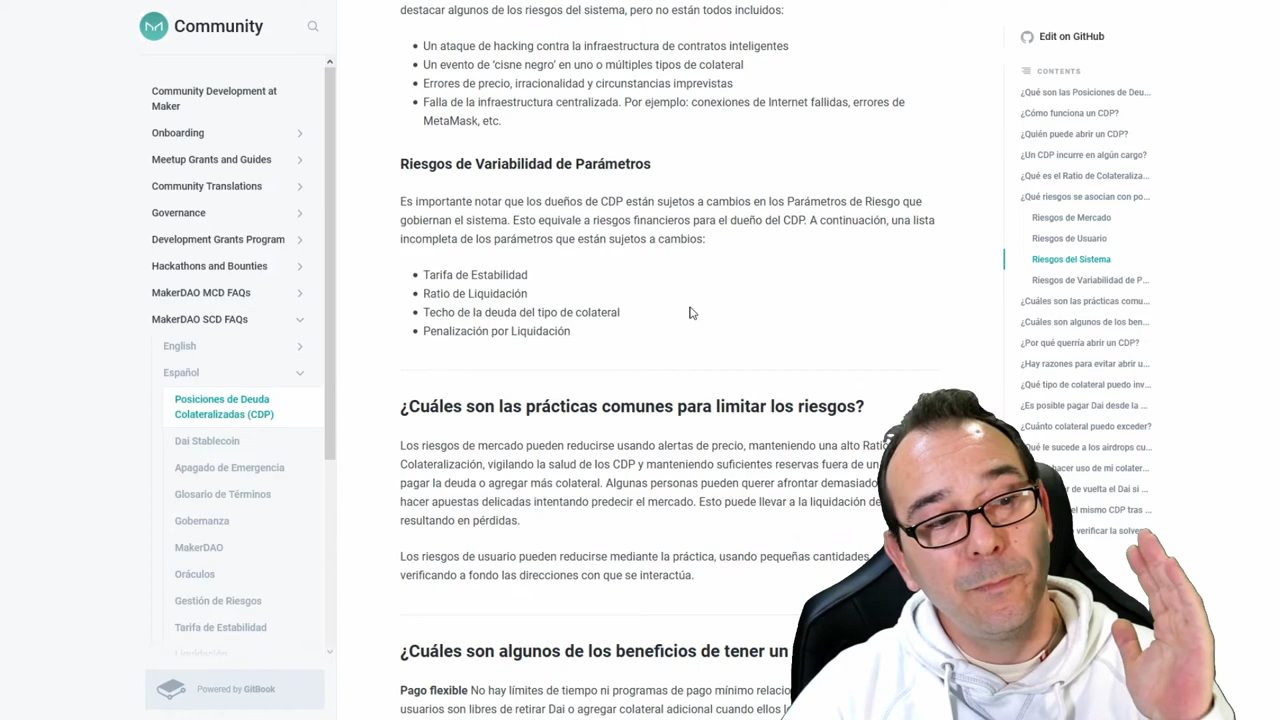 Community
Community Development at
Maker
Onboarding
Meetup Grants and Guides
Community Translations
Governance
Development Grants Program
Hackathons and Bounties
MakerDAO MCD FAQs
MakerDAO SCD FAQs
English
Español
Posiciones de Deuda
Colateralizadas (CDP)
Dai Stablecoin
Apagado de Emergencia
Glosario de Términos
Gobernanza
MakerDAO
Oráculos
Gestión de Riesgos
Tarifa de Estabilidad
Liquidación
Powered by GitBook
destacar algunos de los riesgos del sistema, pero no están todos incluidos:
Un ataque de hacking contra la infraestructura de contratos inteligentes
Un evento de ‘cisne negro’ en uno o múltiples tipos de colateral
Errores de precio, irracionalidad y circunstancias imprevistas
Falla de la infraestructura centralizada. Por ejemplo: conexiones de Internet fallidas, errores de
MetaMask, etc.
Riesgos de Variabilidad de Parámetros
Es importante notar que los dueños de CDP están sujetos a cambios en los Parámetros de Riesgo que
gobiernan el sistema. Esto equivale a riesgos financieros para el dueño del CDP. A continuación, una lista
incompleta de los parámetros que están sujetos a cambios:
Tarifa de Estabilidad
Ratio de Liquidación
Techo de la deuda del tipo de colateral
Penalización por Liquidación
¿Cuáles son las prácticas comunes para limitar los riesgos?
Los riesgos de mercado pueden reducirse usando alertas de precio, manteniendo una alto Ratio
Colateralización, vigilando la salud de los CDP y manteniendo suficientes reservas fuera de un
pagar la deuda o agregar más colateral. Algunas personas pueden querer afrontar demasiado
hacer apuestas delicadas intentando predecir el mercado. Esto puede llevar a la liquidación de
resultando en pérdidas.
Los riesgos de usuario pueden reducirse mediante la práctica, usando pequeñas cantidades
verificando a fondo las direcciones con que se interactúa.
¿Cuáles son algunos de los beneficios de tener un
Pago flexible No hay límites de tiempo ni programas de pago mínimo relacio
usuarios son libres de retirar Dai o agregar colateral adicional cuando ellos lo
Edit on GitHub
CONTENTS
¿Qué son las Posiciones de Deu...
¿Cómo funciona un CDP?
¿Quién puede abrir un CDP?
¿Un CDP incurre en algún cargo?
¿Qué es el Ratio de Colateraliza...
¿Qué riesgos se asocian con po...
Riesgos de Mercado
Riesgos de Usuario
Riesgos del Sistema
Riesgos de Variabilidad de P...
¿Cuáles son las prácticas comu...
¿Cuáles son algunos de los ben...
¿Por qué querría abrir un CDP?
¿Hay razones para evitar abrir u...
¿Qué tipo de colateral puedo inv...
¿Es posible pagar Dai desde la ...
¿Cuánto colateral puedo exceder?
Qué le sucede a los airdrops cu...
hacer uso de mi colater...
r de vuelta el Dai si ...
el mismo CDP tras ...
verificar la solve